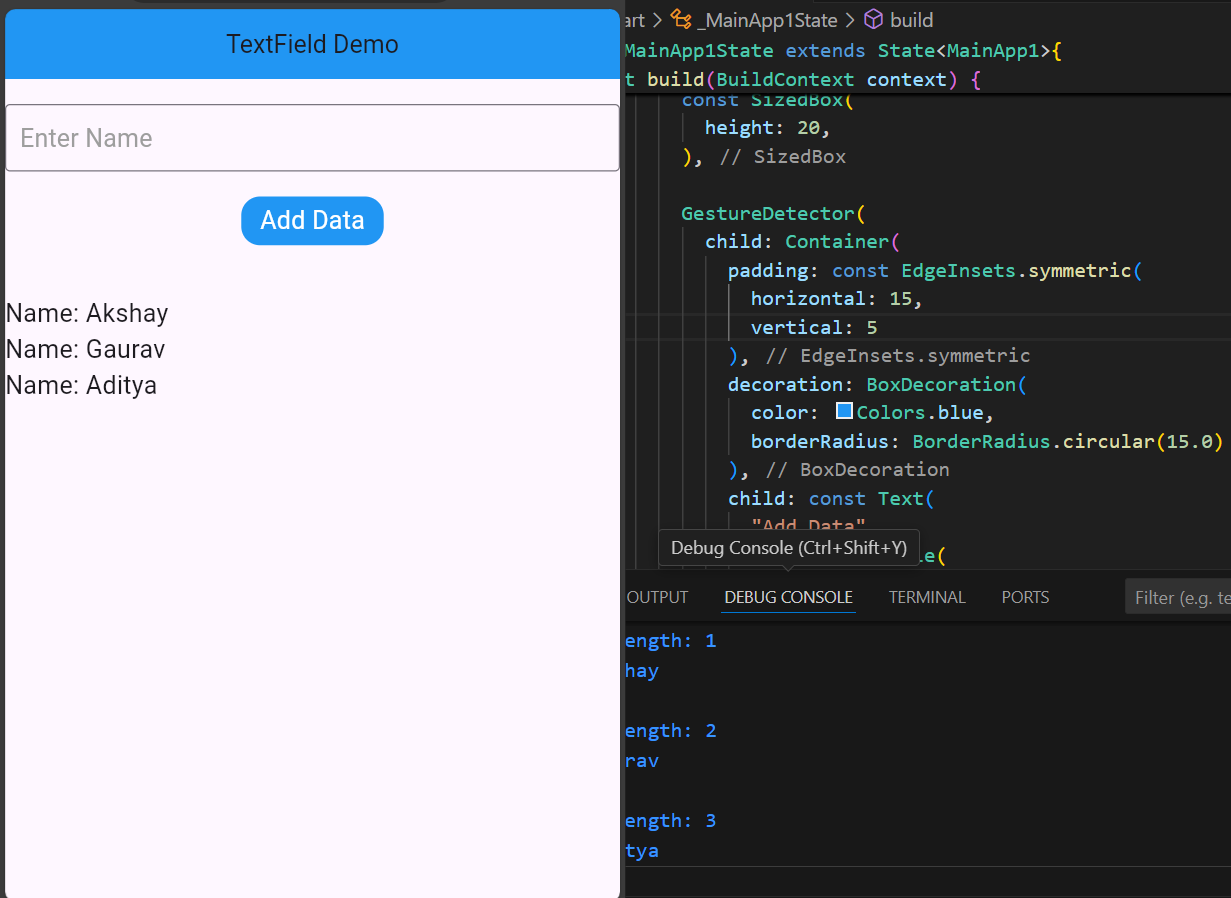 TextField Demo
Enter Name
Add Data
Name: Akshay
Name: Gaurav
Name: Aditya
art > _MainApp1State > build
MainApp1State extends State<MainApp1>{
t build(BuildContext context) {
const SizedBox(
height: 20,
), // SizedBox
GestureDetector(
child: Container(
padding: const EdgeInsets.symmetric(
horizontal: 15,
vertical: 5
), // EdgeInsets.symmetric
decoration: BoxDecoration(
color: Colors.blue,
borderRadius: BorderRadius.circular(15.0)
), // BoxDecoration
child: const Text(
"Add Data"
le(
Debug Console (Ctrl+Shift+Y)
OUTPUT DEBUG CONSOLE TERMINAL PORTS Filter (e.g. te
ength: 1
hay
ength: 2
rav
ength: 3
tya